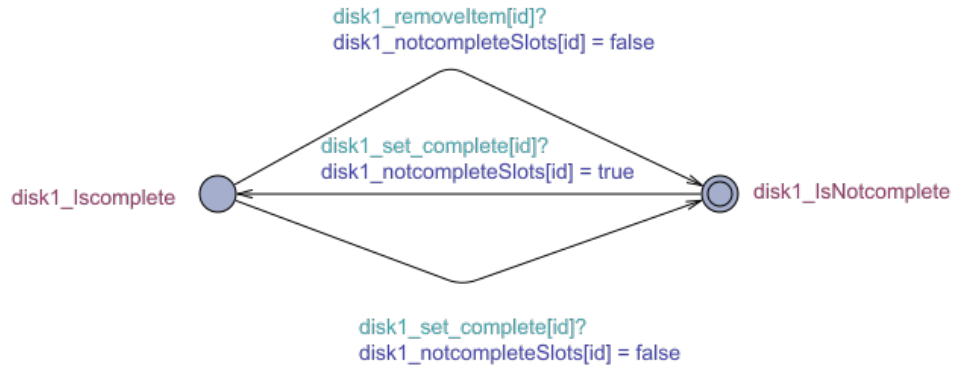 disk1_removeItem[id]?
disk1_notcompleteSlots[id] = false
disk1_set_complete[id]?
disk1_notcompleteSlots[id] = true
disk1_Iscomplete
disk1_IsNotcomplete
disk1_set_complete[id]?
disk1_notcompleteSlots[id] = false